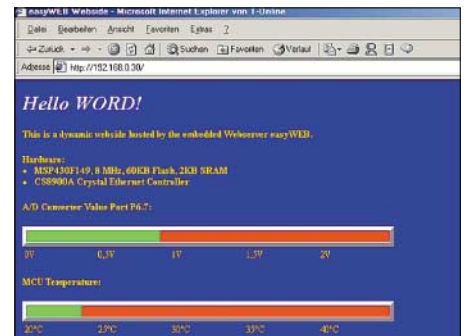 easyWEB Webside - Microsoft Internet Explorer von T-Online
Datei Bearbeiten Ansicht Favoriten Extras ?
Zurück Suchen Favoriten Verlauf
Adresse http://192.168.0.30/
Hello WORD!
This is a dynamic webside hosted by the embedded Webserver easyWEB.
Hardware:
• MSP430F149, 8 MHz, 60KB Flash, 2KB SRAM
• CS8900A Crystal Ethernet Controller
A/D Converter Value Port P6.7:
0V 0,5V 1V 1.5V 2V
MCU Temperature:
20°C 25°C 30°C 35°C 40°C